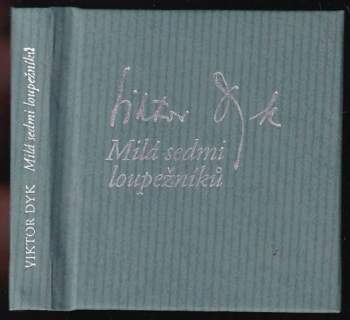 VIKTOR DYK Milá sedmi loupežníků
Viktor Dyk
Milá sedmi
loupežníků